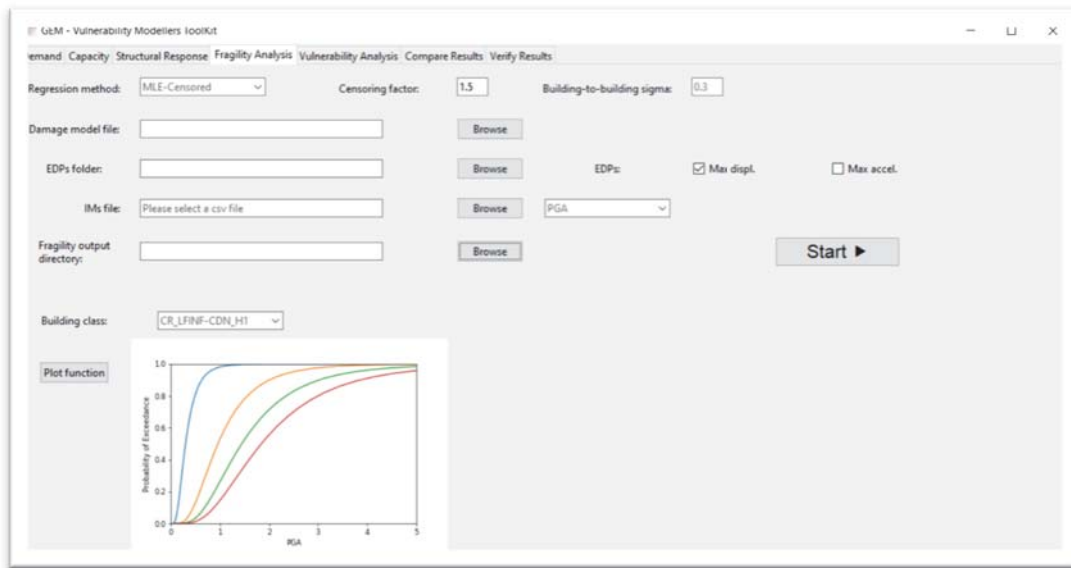 GEM - Vulnerability Modellers ToolKit
emand Capacity Structural Response Fragility Analysis Vulnerability Analysis Compare Results Verify Results
Regression method: MLE-Censored Censoring factor: 1.5 Building-to-building sigma: 0.3
Damage model file: Browse
EDPs folder: Browse EDPs: Max displ. Max accel.
IMs file: Please select a csv file Browse PGA
Fragility output
directory: Browse Start
Building class: CR_LFINF-CDN_H1
Plot function
Probability of Exceedance
1.0
0.8
0.6
0.4
0.2
0.0
0 1 2 3 4 5
PGA